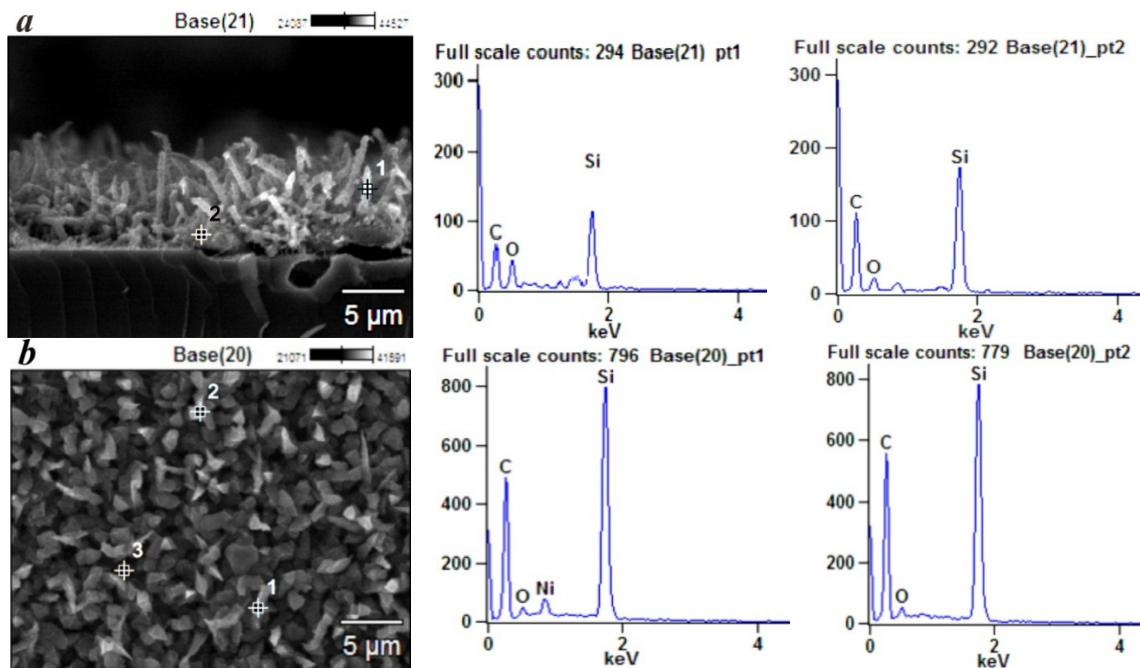 a
Base(21) 24087 44527
1
2
5 µm
Full scale counts: 294 Base(21) pt1
300
200
100
0
C
O
Si
0 2 4
keV
Full scale counts: 292 Base(21)_pt2
300
200
100
0
C
O
Si
0 2 4
keV
b
Base(20) 21071 41591
2
3
1
5 µm
Full scale counts: 796 Base(20)_pt1
800
600
400
200
0
C
O
Ni
Si
0 2 4
keV
Full scale counts: 779 Base(20)_pt2
800
600
400
200
0
C
O
Si
0 2 4
keV